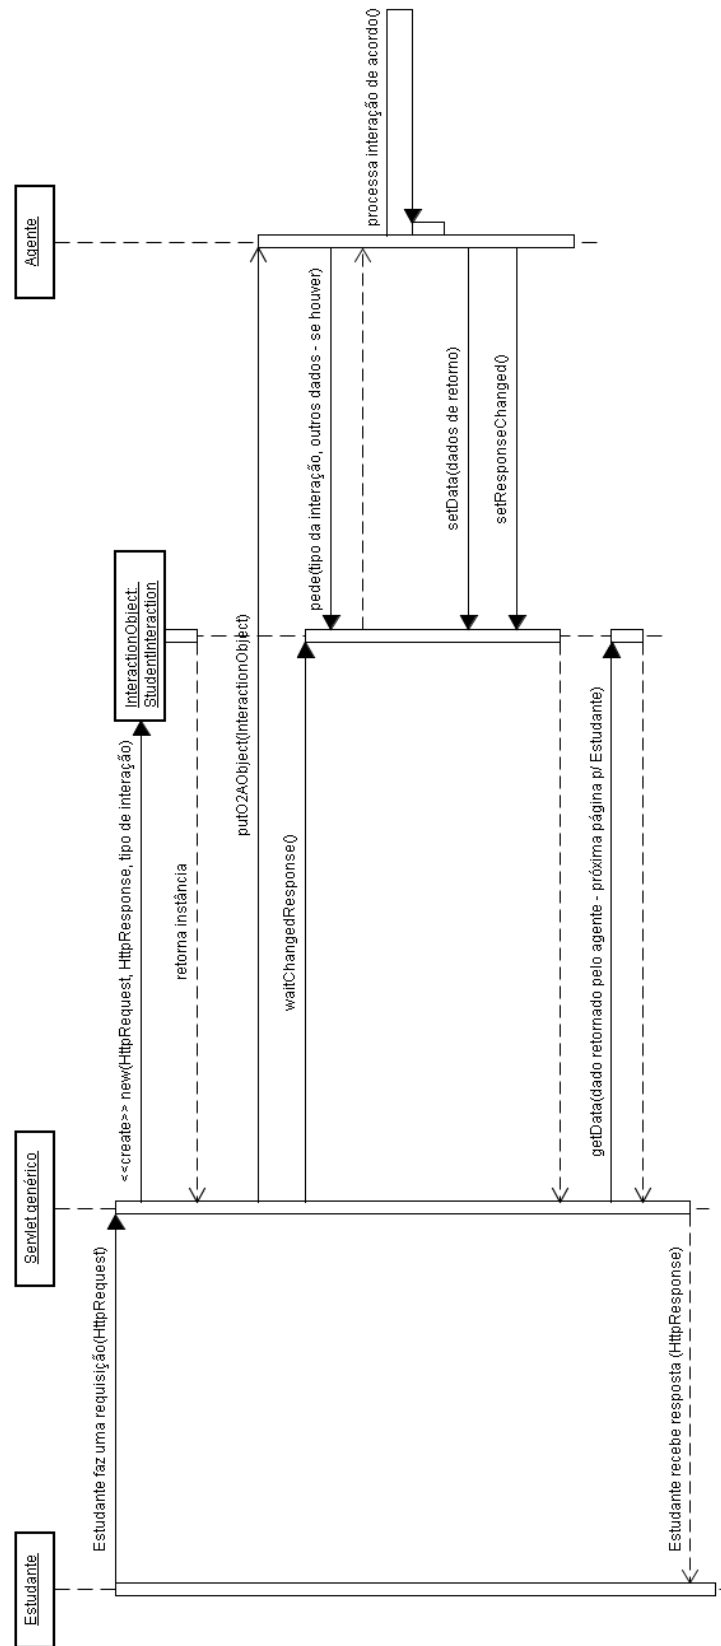 Estudante
Servlet genérico
InteractionObject:
StudentInteraction
Agente
Estudante faz uma requisição(HttpRequest)
<<create>> new(HttpRequest, HttpResponse, tipo de interação)
retorna instância
putO2AObject(InteractionObject)
waitChangedResponse()
pede(tipo da interação, outros dados - se houver)
processa interação de acordo()
setData(dados de retorno)
setResponseChanged()
getData(dado retornado pelo agente - próxima página p/ Estudante)
Estudante recebe resposta (HttpResponse)